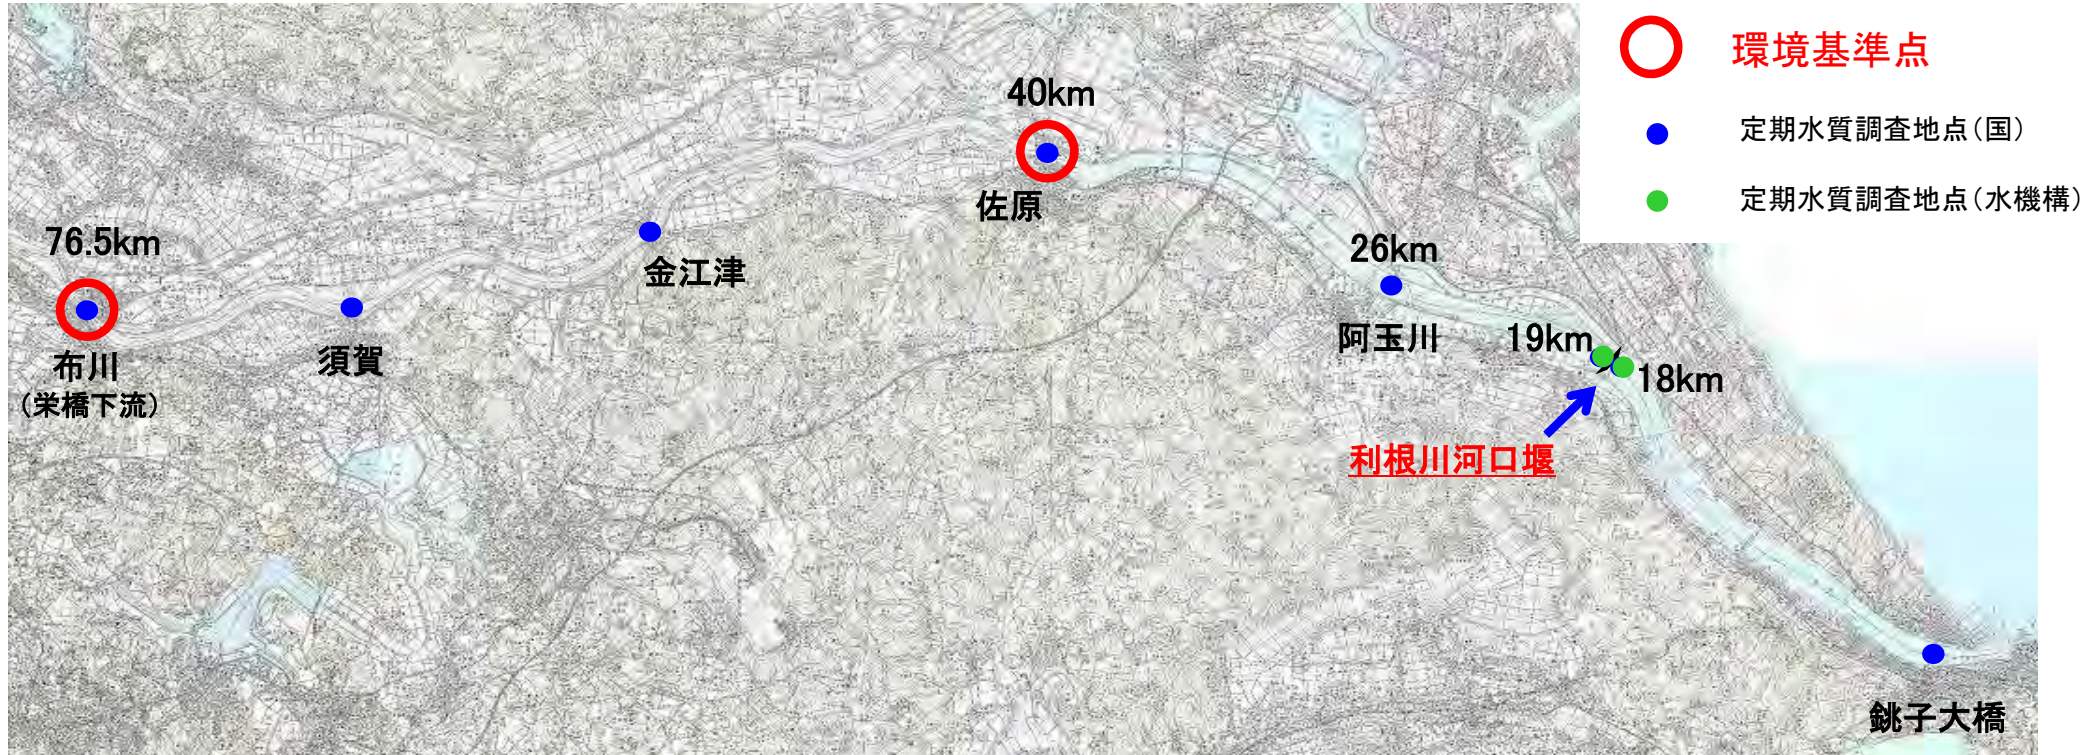 環境基準点
定期水質調査地点(国)
定期水質調査地点(水機構)
40km
佐原
76.5km
布川
(栄橋下流)
須賀
金江津
26km
阿玉川
19km
18km
利根川河口堰
銚子大橋